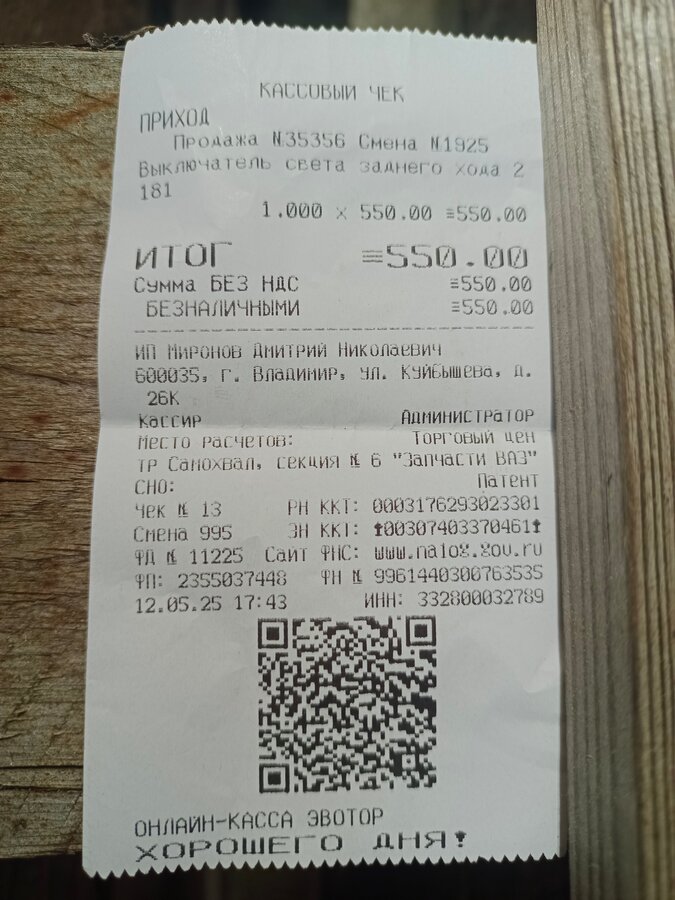 КАССОВЫЙ ЧЕК
ПРИХОД
Продажа N35356 Смена N1925
Выключатель света заднего хода 2
181
1.000 x 550.00 =550.00
ИТОГ =550.00
Сумма БЕЗ НДС =550.00
БЕЗНАЛИЧНЫМИ =550.00
ИП Миронов Дмитрий Николаевич
600035, г. Владимир, ул. Куйбышева, д.
26К
Кассир Администратор
Место расчетов: Торговый цен
тр Самохвал, секция № 6 "Запчасти ВАЗ"
СНО: Патент
Чек № 13 РН ККТ: 0003176293023301
Смена 995 ЗН ККТ: 00307403370461
ФД № 11225 Сайт ФНС: www.nalog.gov.ru
ФП: 2355037448 ФН № 9961440300763535
12.05.25 17:43 ИНН: 332800032789
ОНЛАЙН-КАССА ЭВОТОР
ХОРОШЕГО ДНЯ!